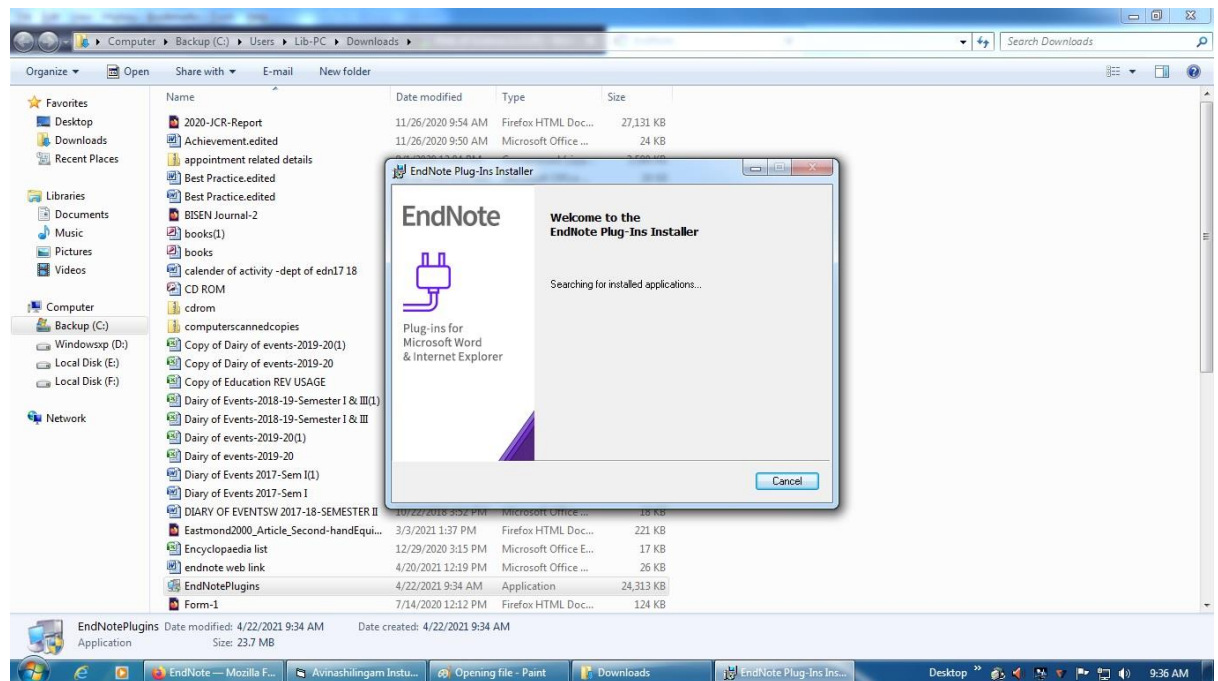 Computer ▸ Backup (C:) ▸ Users ▸ Lib-PC ▸ Downloads ▸
Search Downloads
Organize ▾ Open Share with ▾ E-mail New folder
Favorites
Desktop
Downloads
Recent Places
Libraries
Documents
Music
Pictures
Videos
Computer
Backup (C:)
Windowsxp (D:)
Local Disk (E:)
Local Disk (F:)
Network
Name Date modified Type Size
2020-JCR-Report 11/26/2020 9:54 AM Firefox HTML Doc... 27,131 KB
Achievement.edited 11/26/2020 9:50 AM Microsoft Office ... 24 KB
appointment related details
Best Practice.edited
Best Practice.edited
BISEN Journal-2
books(1)
books
calender of activity -dept of edn17 18
CD ROM
cdrom
computerscannedcopies
Copy of Dairy of events-2019-20(1)
Copy of Dairy of events-2019-20
Copy of Education REV USAGE
Dairy of Events-2018-19-Semester I & III(1)
Dairy of Events-2018-19-Semester I & III
Dairy of events-2019-20(1)
Dairy of events-2019-20
Diary of Events 2017-Sem I(1)
Diary of Events 2017-Sem I
DIARY OF EVENTSW 2017-18-SEMESTER II 10/22/2018 3:52 PM Microsoft Office ... 18 KB
Eastmond2000_Article_Second-handEqui... 3/3/2021 1:37 PM Firefox HTML Doc... 221 KB
Encyclopaedia list 12/29/2020 3:15 PM Microsoft Office E... 17 KB
endnote web link 4/20/2021 12:19 PM Microsoft Office ... 26 KB
EndNotePlugins 4/22/2021 9:34 AM Application 24,313 KB
Form-1 7/14/2020 12:12 PM Firefox HTML Doc... 124 KB
EndNote Plug-Ins Installer
EndNote
Plug-ins for
Microsoft Word
& Internet Explorer
Welcome to the
EndNote Plug-Ins Installer
Searching for installed applications...
Cancel
EndNotePlugins Date modified: 4/22/2021 9:34 AM Date created: 4/22/2021 9:34 AM
Application Size: 23.7 MB
EndNote — Mozilla F... Avinashilingam Instu... Opening file - Paint Downloads EndNote Plug-Ins Ins... Desktop » 9:36 AM